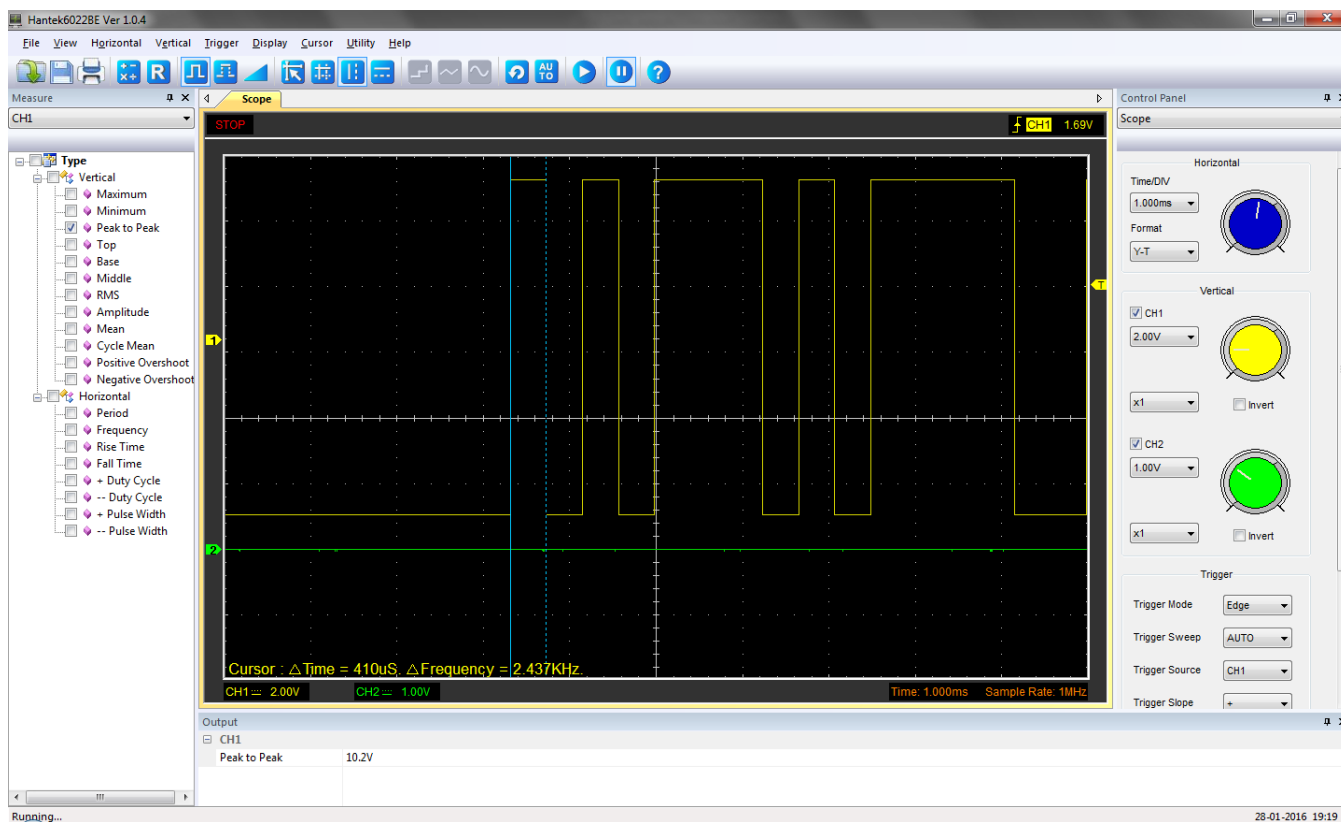 Hantek6022BE Ver 1.0.4
File View Horizontal Vertical Trigger Display Cursor Utility Help
R AU TO ?
Measure
CH1
Type
Vertical
Maximum
Minimum
Peak to Peak
Top
Base
Middle
RMS
Amplitude
Mean
Cycle Mean
Positive Overshoot
Negative Overshoot
Horizontal
Period
Frequency
Rise Time
Fall Time
+ Duty Cycle
-- Duty Cycle
+ Pulse Width
-- Pulse Width
Scope
STOP
CH1 1.69V
T
1
2
Cursor : △Time = 410uS. △Frequency = 2.437KHz.
CH1 2.00V CH2 1.00V Time: 1.000ms Sample Rate: 1MHz
Control Panel
Scope
Horizontal
Time/DIV
1.000ms
Format
Y-T
Vertical
CH1
2.00V
x1 Invert
CH2
1.00V
x1 Invert
Trigger
Trigger Mode Edge
Trigger Sweep AUTO
Trigger Source CH1
Trigger Slope +
Output
CH1
Peak to Peak 10.2V
Running... 28-01-2016 19:19